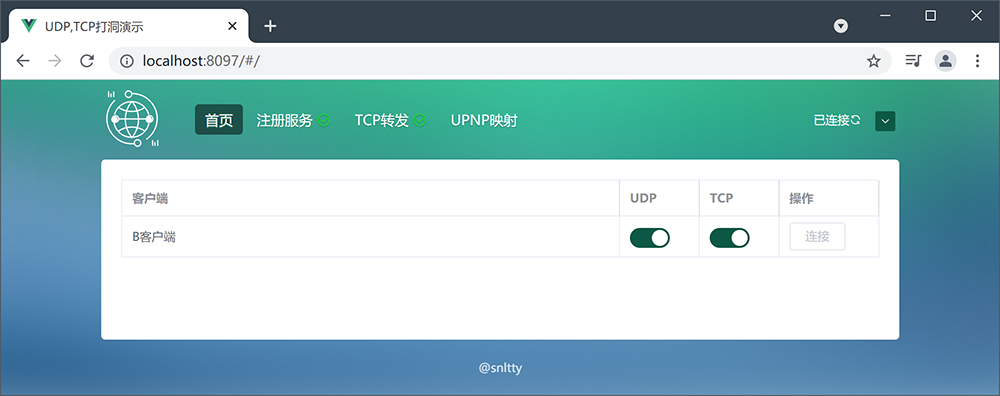 UDP,TCP打洞演示
localhost:8097/#/
首页 注册服务 TCP转发 UPNP映射 已连接
客户端 UDP TCP 操作
B客户端 连接
@snltty